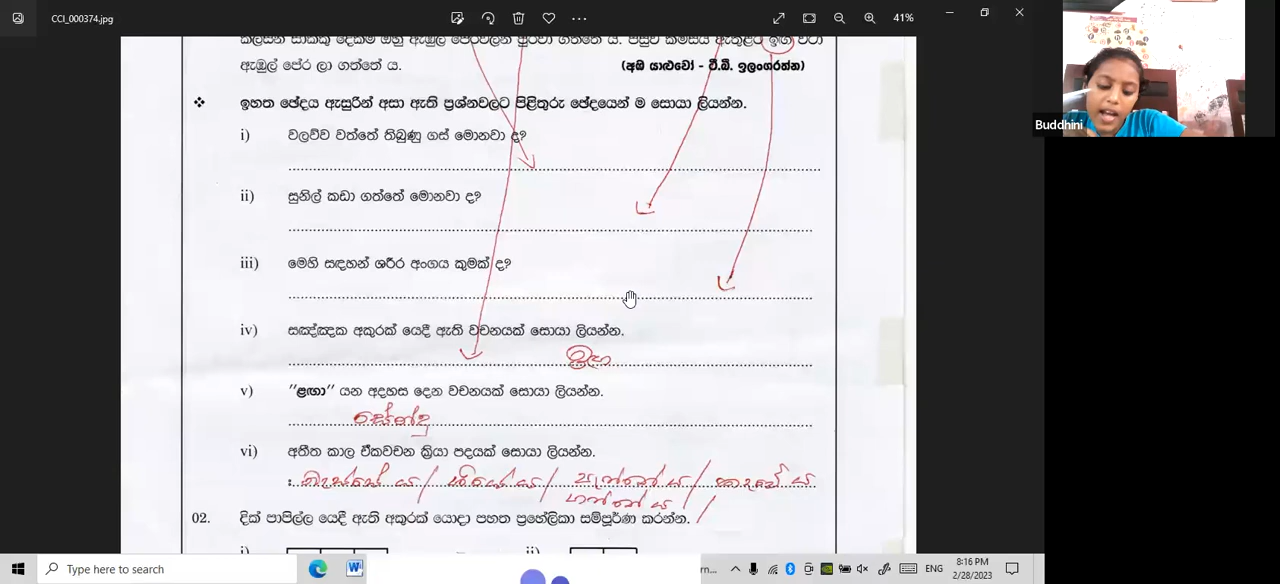 CCI_000374.jpg
41%
Buddhini
ඇඹුල් පේර ලා ගත්තේ ය. (අඹ යාළුවෝ - ටී.බී. ඉලංගරත්න)
❖ ඉහත ඡේදය ඇසුරින් අසා ඇති ප්‍රශ්නවලට පිළිතුරු ඡේදයෙන් ම සොයා ලියන්න.
i) වලව්ව වත්තේ තිබුණු ගස් මොනවා ද?
ii) සුනිල් කඩා ගත්තේ මොනවා ද?
iii) මෙහි සඳහන් ශරීර අංගය කුමක් ද?
iv) සඤ්ඤක අකුරක් යෙදී ඇති වචනයක් සොයා ලියන්න.
v) "ළඟා" යන අදහස දෙන වචනයක් සොයා ලියන්න.
සේන්දු
vi) අතීත කාල ඒකවචන ක්‍රියා පදයක් සොයා ලියන්න.
ගත්තේ ය /
02. දික් පාපිල්ල යෙදී ඇති අකුරක් යොදා පහත ප්‍රහේලිකා සම්පූර්ණ කරන්න.
i) ii)
Type here to search
ENG
8:16 PM
2/28/2023